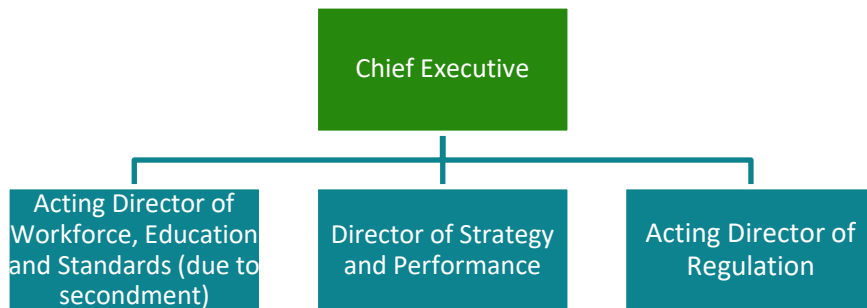 Chief Executive
Acting Director of
Workforce, Education
and Standards (due to
secondment)
Director of Strategy
and Performance
Acting Director of
Regulation